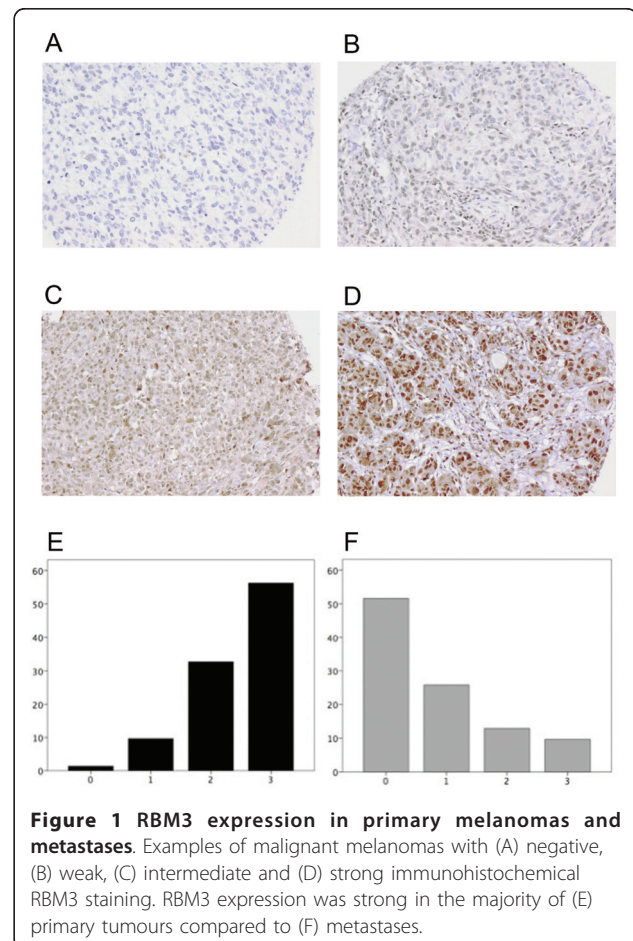 A
B
C
D
E
F
60
50
40
30
20
10
0
0 1 2 3
60
50
40
30
20
10
0
0 1 2 3
Figure 1 RBM3 expression in primary melanomas and
metastases. Examples of malignant melanomas with (A) negative,
(B) weak, (C) intermediate and (D) strong immunohistochemical
RBM3 staining. RBM3 expression was strong in the majority of (E)
primary tumours compared to (F) metastases.